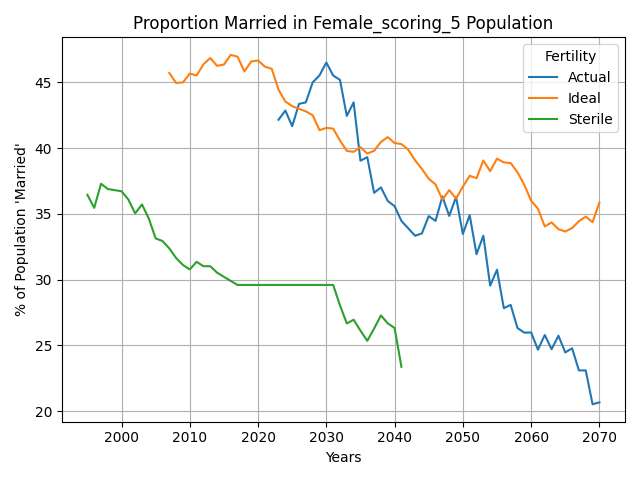 Proportion Married in Female_scoring_5 Population
Fertility
Actual
Ideal
Sterile
% of Population 'Married'
45
40
35
30
25
20
2000 2010 2020 2030 2040 2050 2060 2070
Years